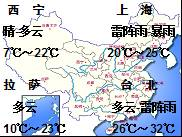 西宁
晴-多云
7℃～22℃
上海
雷阵雨-暴雨
20℃～25℃
拉萨
多云
10℃～23℃
台北
多云-雷阵雨
26℃～32℃